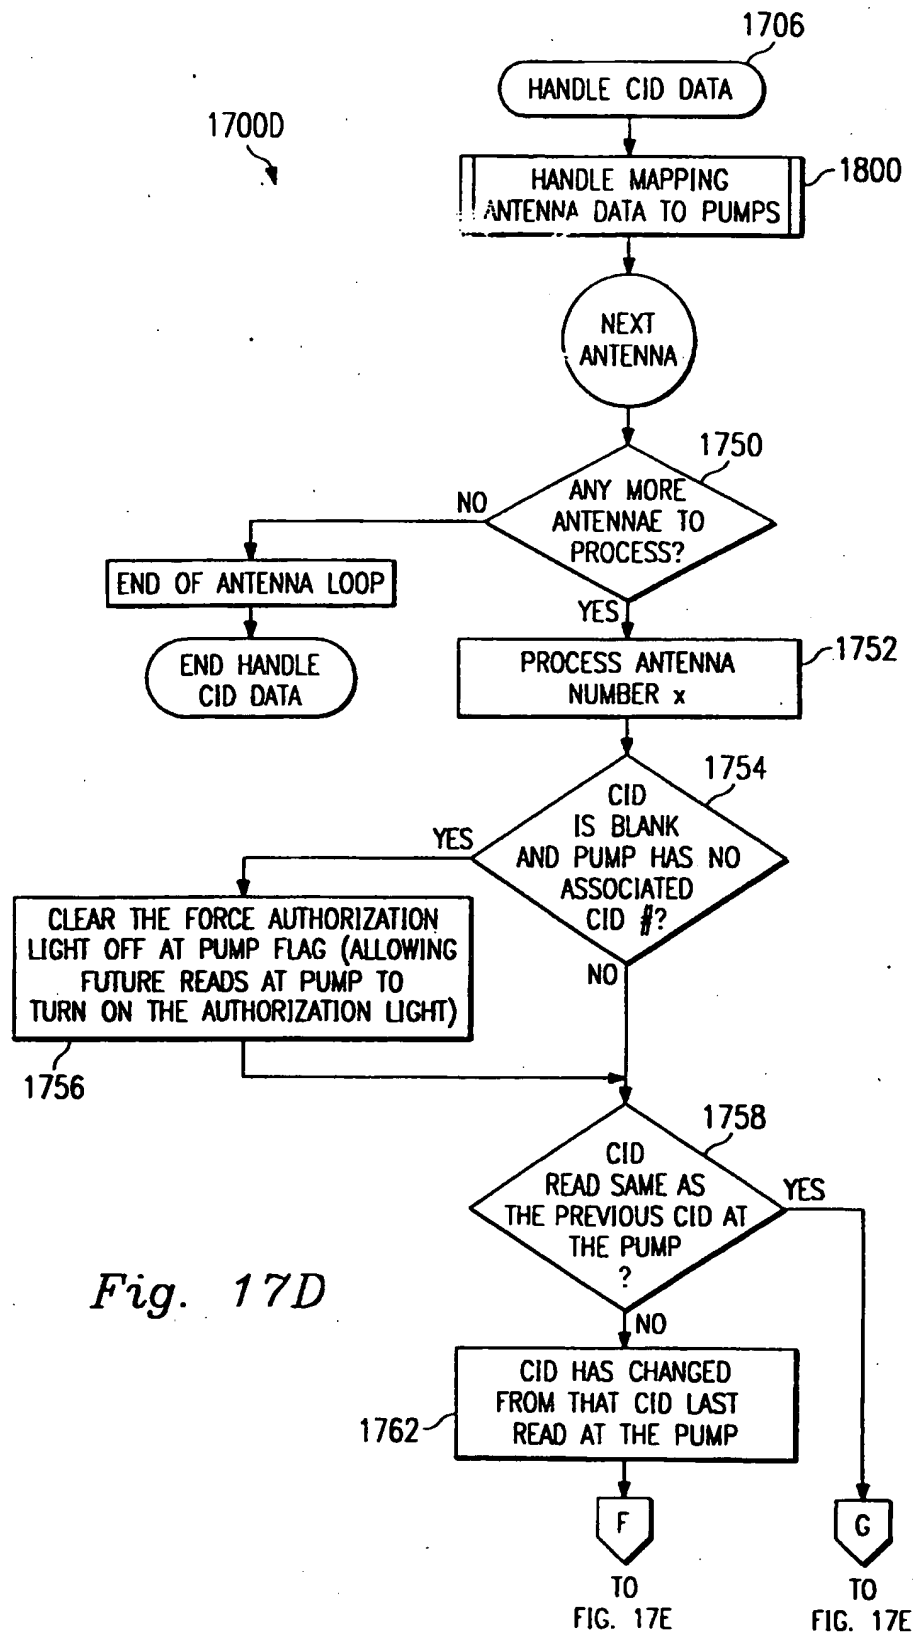 1706
HANDLE CID DATA
1700D
HANDLE MAPPING
ANTENNA DATA TO PUMPS
1800
NEXT
ANTENNA
1750
ANY MORE
ANTENNAE TO
PROCESS?
NO
END OF ANTENNA LOOP
YES
END HANDLE
CID DATA
PROCESS ANTENNA
NUMBER x
1752
1754
CID
IS BLANK
AND PUMP HAS NO
ASSOCIATED
CID #?
YES
NO
CLEAR THE FORCE AUTHORIZATION
LIGHT OFF AT PUMP FLAG (ALLOWING
FUTURE READS AT PUMP TO
TURN ON THE AUTHORIZATION LIGHT)
1756
1758
CID
READ SAME AS
THE PREVIOUS CID AT
THE PUMP
?
YES
Fig. 17D
NO
CID HAS CHANGED
FROM THAT CID LAST
READ AT THE PUMP
1762
F
G
TO
FIG. 17E
TO
FIG. 17E